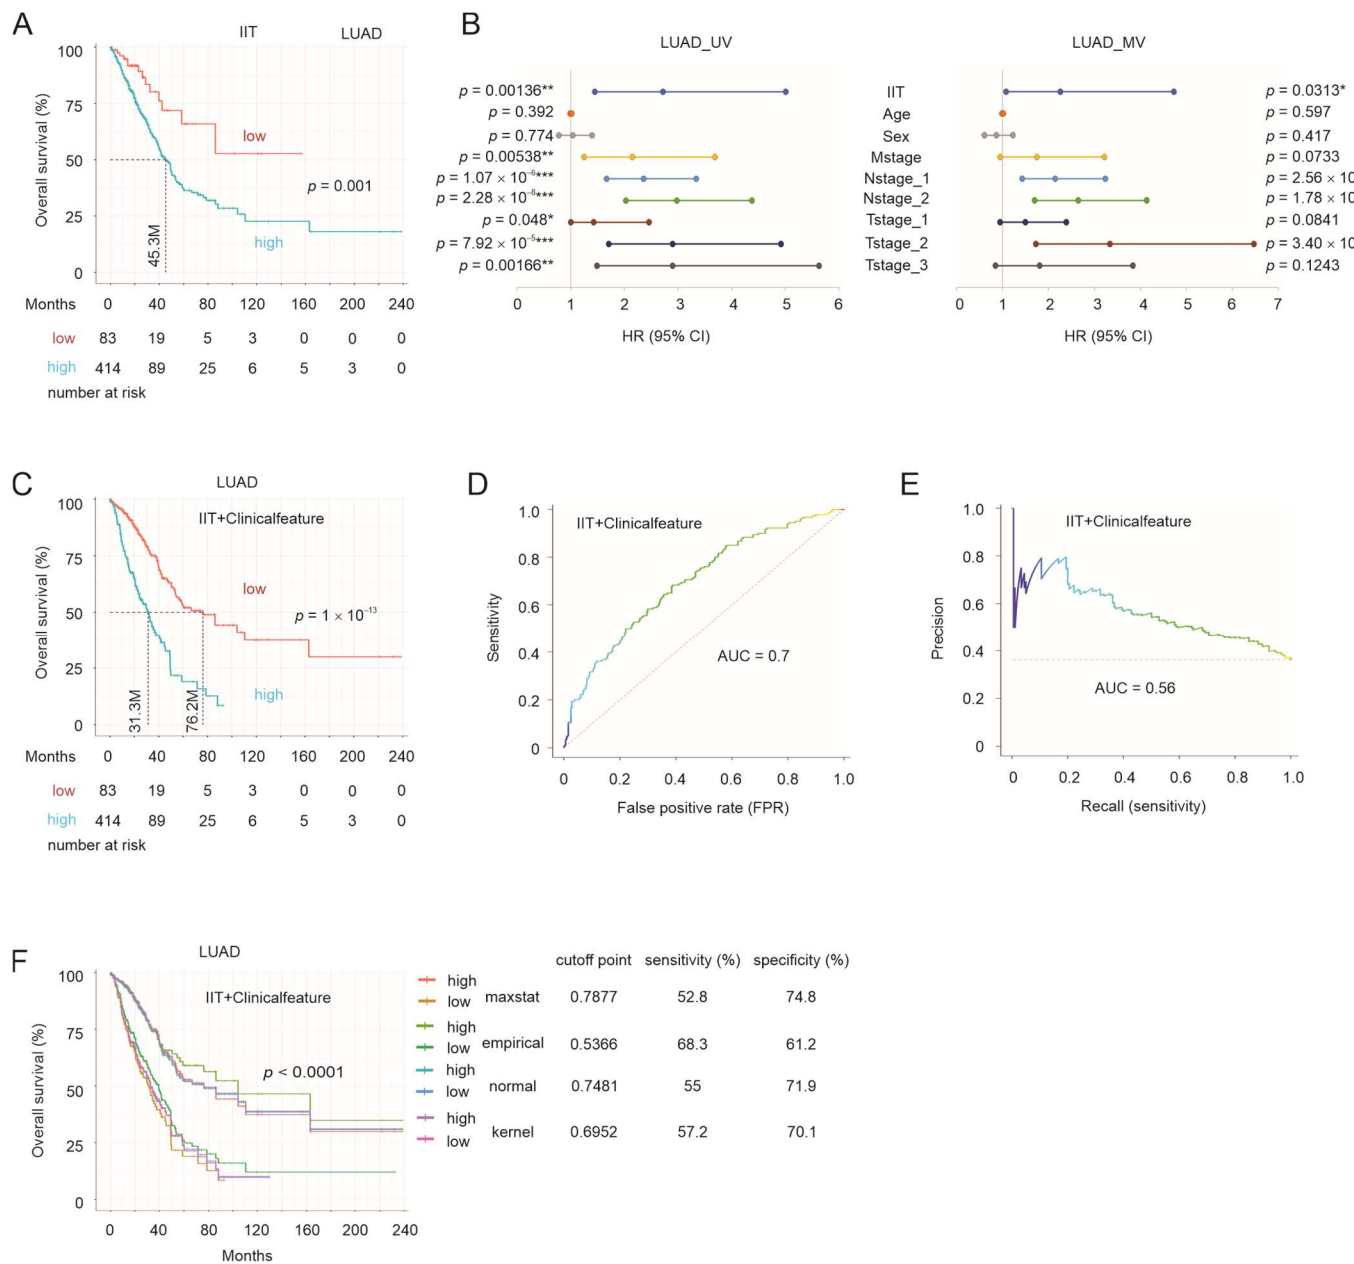 A
IIT LUAD
Overall survival (%)
100
75
50
25
0
low
high
p = 0.001
45.3M
Months 0 40 80 120 160 200 240
low 83 19 5 3 0 0 0
high 414 89 25 6 5 3 0
number at risk
B
LUAD_UV LUAD_MV
p = 0.00136** IIT p = 0.0313*
p = 0.392 Age p = 0.597
p = 0.774 Sex p = 0.417
p = 0.00538** Mstage p = 0.0733
p = 1.07 × 10⁻⁶*** Nstage_1 p = 2.56 × 10
p = 2.28 × 10⁻⁸*** Nstage_2 p = 1.78 × 10
p = 0.048* Tstage_1 p = 0.0841
p = 7.92 × 10⁻⁵*** Tstage_2 p = 3.40 × 10
p = 0.00166** Tstage_3 p = 0.1243
0 1 2 3 4 5 6
0 1 2 3 4 5 6 7
HR (95% CI) HR (95% CI)
C
LUAD
IIT+Clinicalfeature
Overall survival (%)
100
75
50
25
0
low
high
p = 1 × 10⁻¹³
31.3M
76.2M
Months 0 40 80 120 160 200 240
low 83 19 5 3 0 0 0
high 414 89 25 6 5 3 0
number at risk
D
IIT+Clinicalfeature
Sensitivity
1.0
0.8
0.6
0.4
0.2
0
AUC = 0.7
0 0.2 0.4 0.6 0.8 1.0
False positive rate (FPR)
E
IIT+Clinicalfeature
Precision
1.0
0.8
0.6
0.4
0.2
0
AUC = 0.56
0 0.2 0.4 0.6 0.8 1.0
Recall (sensitivity)
F
LUAD
IIT+Clinicalfeature
Overall survival (%)
100
75
50
25
0
p < 0.0001
0 40 80 120 160 200 240
Months
cutoff point sensitivity (%) specificity (%)
high
low
maxstat 0.7877 52.8 74.8
high
low
empirical 0.5366 68.3 61.2
high
low
normal 0.7481 55 71.9
high
low
kernel 0.6952 57.2 70.1